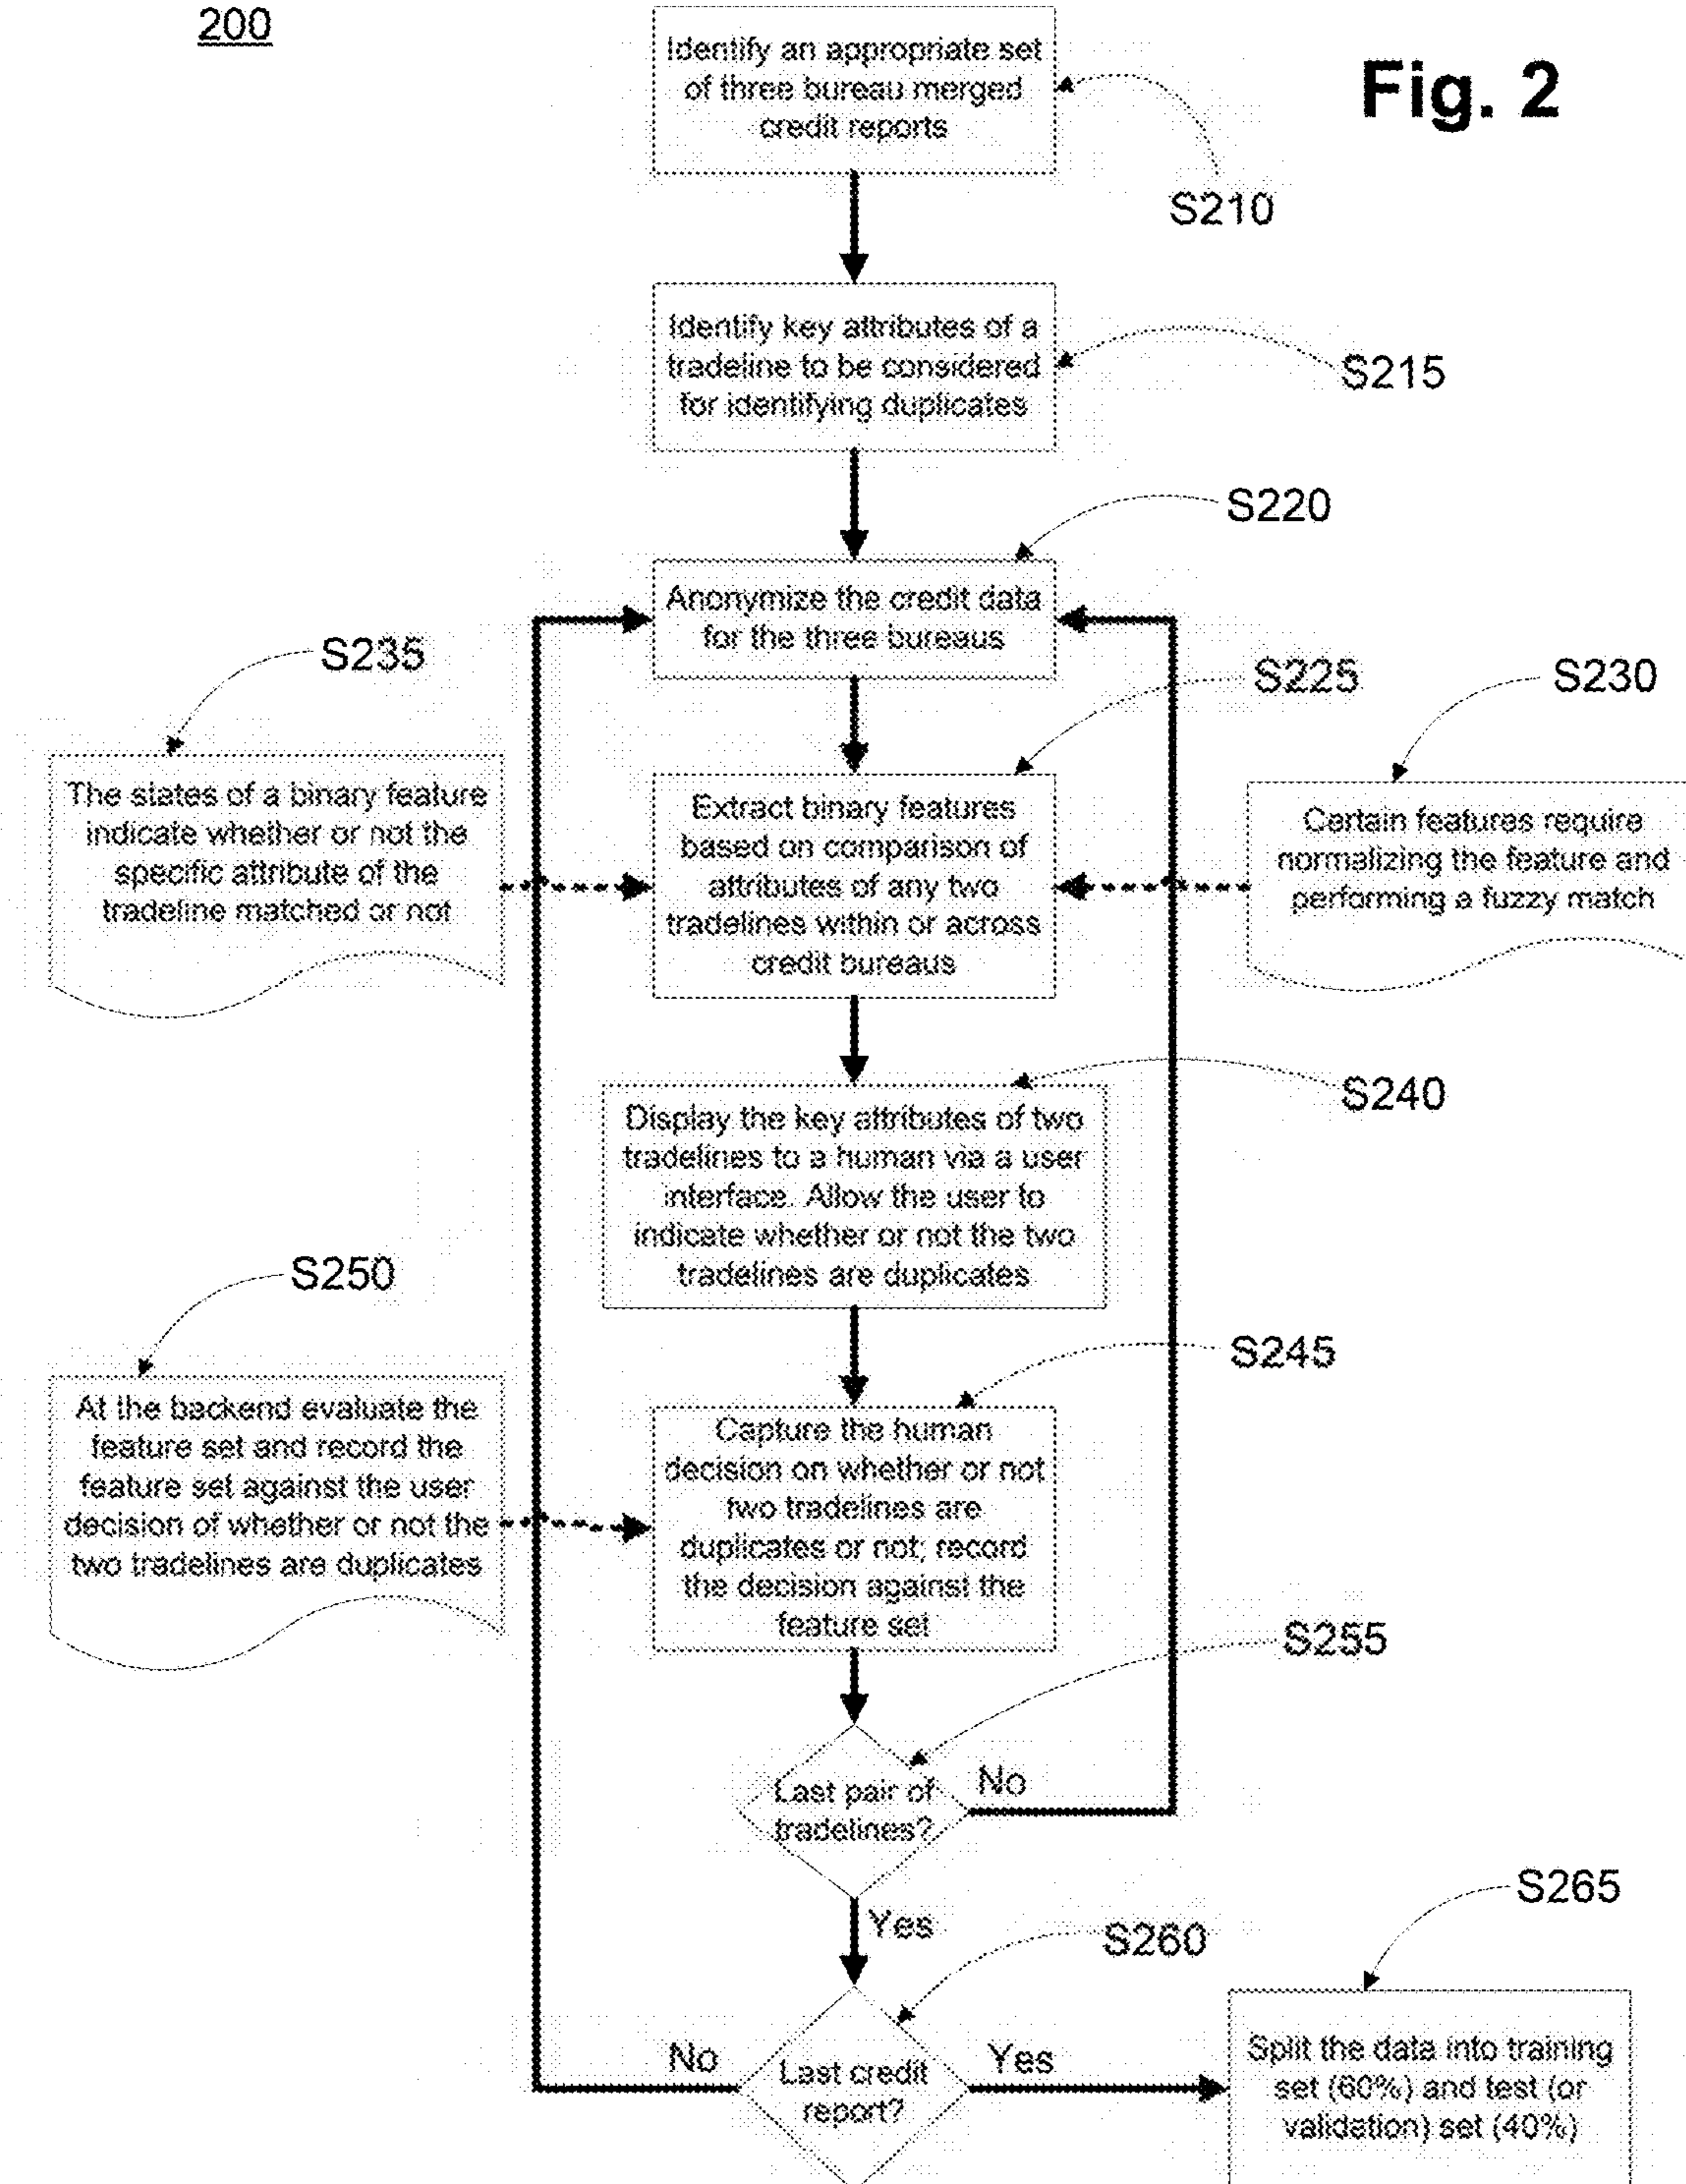 200
Fig. 2
Identify an appropriate set
of three bureau merged
credit reports
S210
Identify key attributes of a
tradeline to be considered
for identifying duplicates
S215
S220
Anonymize the credit data
for the three bureaus
S235
S225
S230
The states of a binary feature
indicate whether or not the
specific attribute of the
tradeline matched or not
Extract binary features
based on comparison of
attributes of any two
tradelines within or across
credit bureaus
Certain features require
normalizing the feature and
performing a fuzzy match
S240
Display the key attributes of two
tradelines to a human via a user
interface. Allow the user to
indicate whether or not the two
tradelines are duplicates
S250
S245
At the backend evaluate the
feature set and record the
feature set against the user
decision of whether or not the
two tradelines are duplicates
Capture the human
decision on whether or not
two tradelines are
duplicates or not; record
the decision against the
feature set
S255
Last pair of
tradelines?
No
Yes
S260
S265
No
Last credit
report?
Yes
Split the data into training
set (60%) and test (or
validation) set (40%)